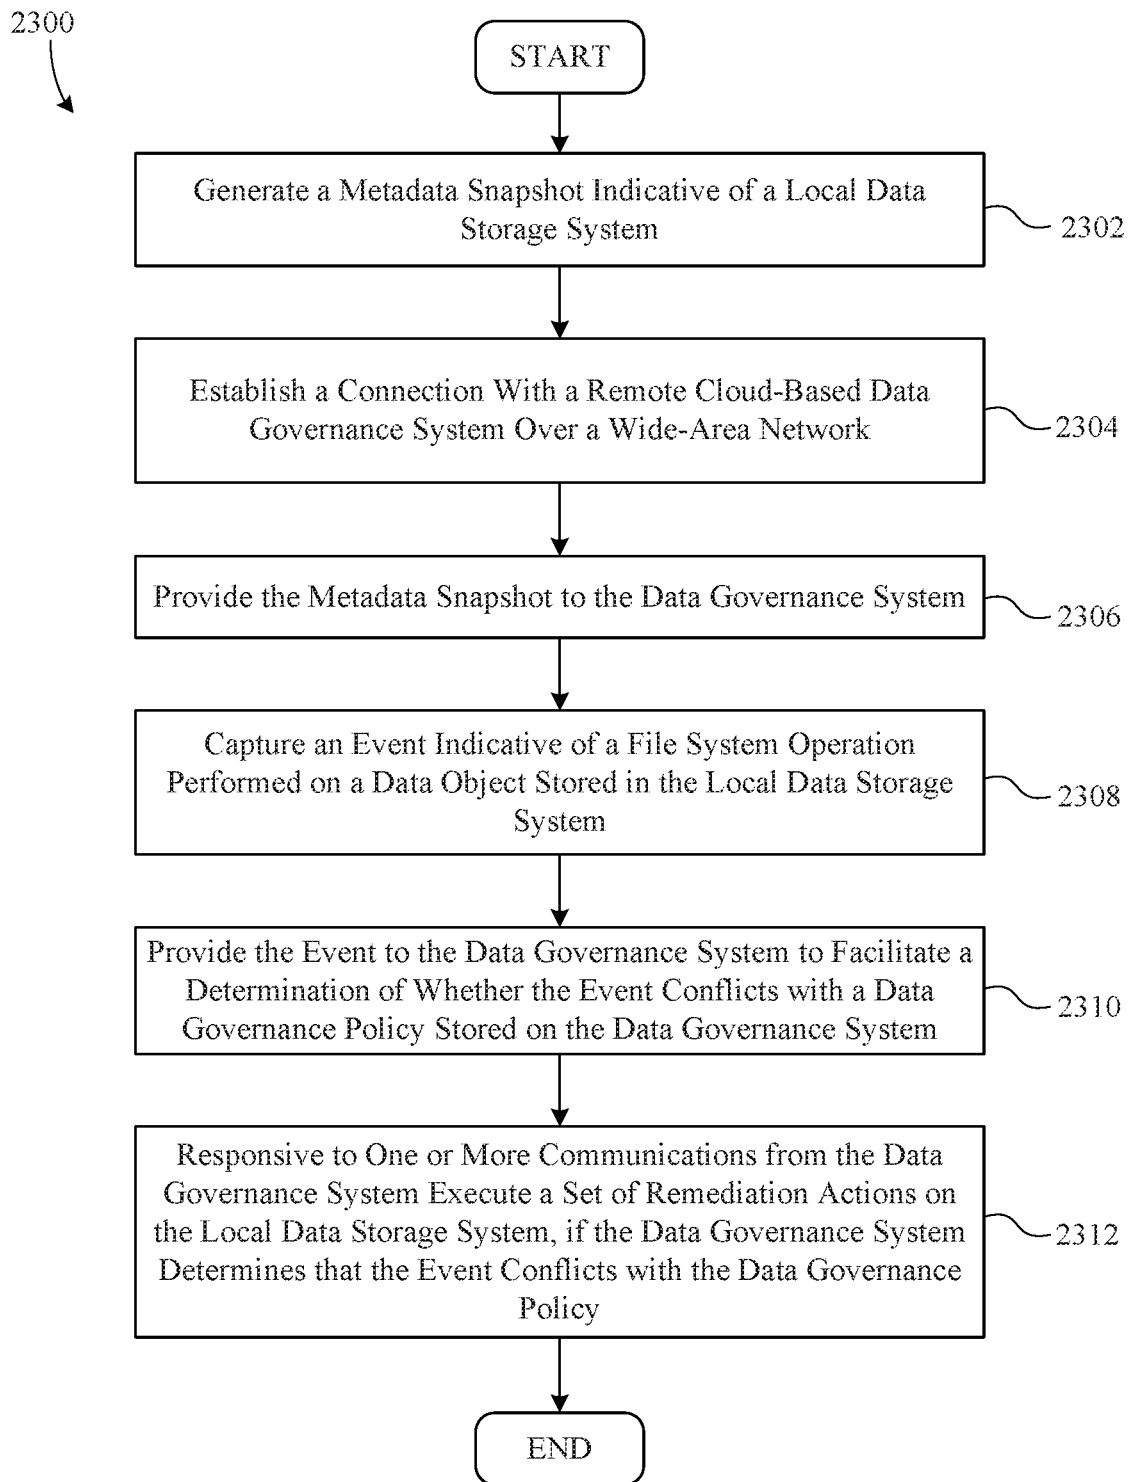 2300
START
Generate a Metadata Snapshot Indicative of a Local Data
Storage System
2302
Establish a Connection With a Remote Cloud-Based Data
Governance System Over a Wide-Area Network
2304
Provide the Metadata Snapshot to the Data Governance System
2306
Capture an Event Indicative of a File System Operation
Performed on a Data Object Stored in the Local Data Storage
System
2308
Provide the Event to the Data Governance System to Facilitate a
Determination of Whether the Event Conflicts with a Data
Governance Policy Stored on the Data Governance System
2310
Responsive to One or More Communications from the Data
Governance System Execute a Set of Remediation Actions on
the Local Data Storage System, if the Data Governance System
Determines that the Event Conflicts with the Data Governance
Policy
2312
END